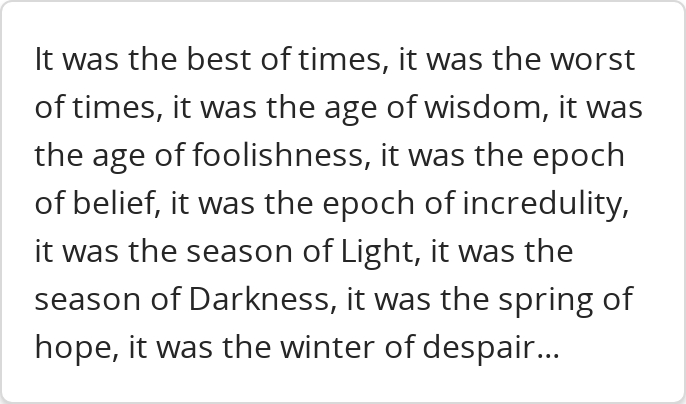 It was the best of times, it was the worst
of times, it was the age of wisdom, it was
the age of foolishness, it was the epoch
of belief, it was the epoch of incredulity,
it was the season of Light, it was the
season of Darkness, it was the spring of
hope, it was the winter of despair…